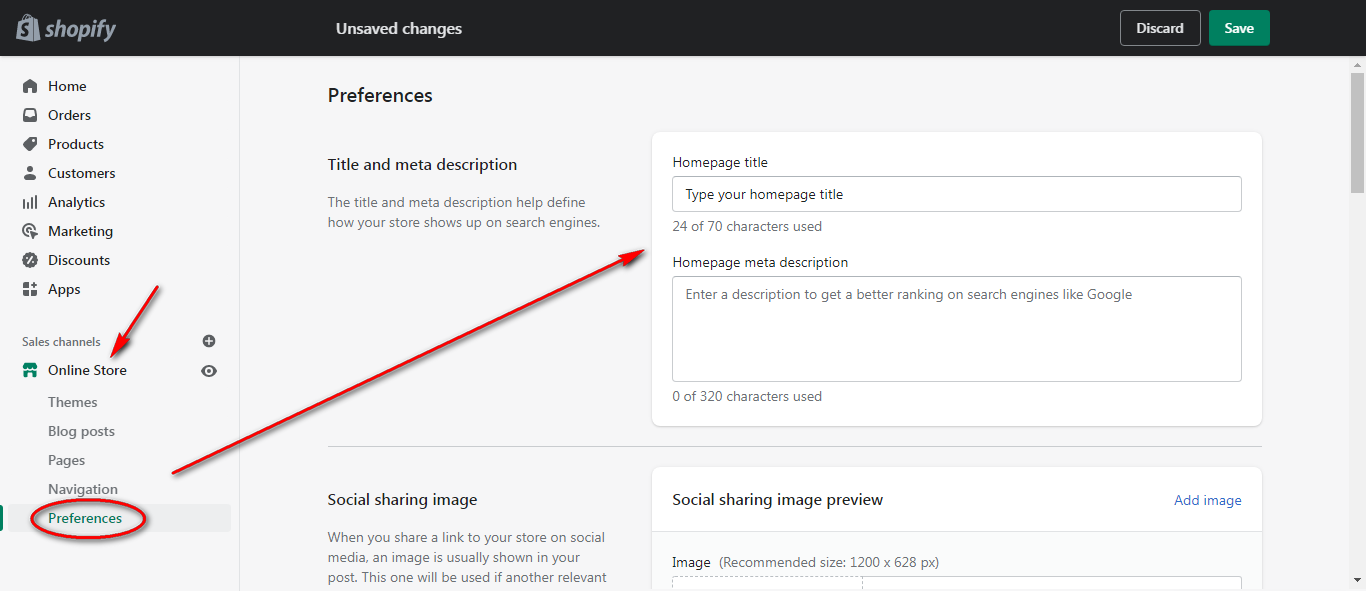 shopify
Unsaved changes
Discard
Save
Home
Orders
Products
Customers
Analytics
Marketing
Discounts
Apps
Sales channels
Online Store
Themes
Blog posts
Pages
Navigation
Preferences
Preferences
Title and meta description
The title and meta description help define
how your store shows up on search engines.
Homepage title
Type your homepage title
24 of 70 characters used
Homepage meta description
Enter a description to get a better ranking on search engines like Google
0 of 320 characters used
Social sharing image
When you share a link to your store on social
media, an image is usually shown in your
post. This one will be used if another relevant
Social sharing image preview
Add image
Image (Recommended size: 1200 x 628 px)